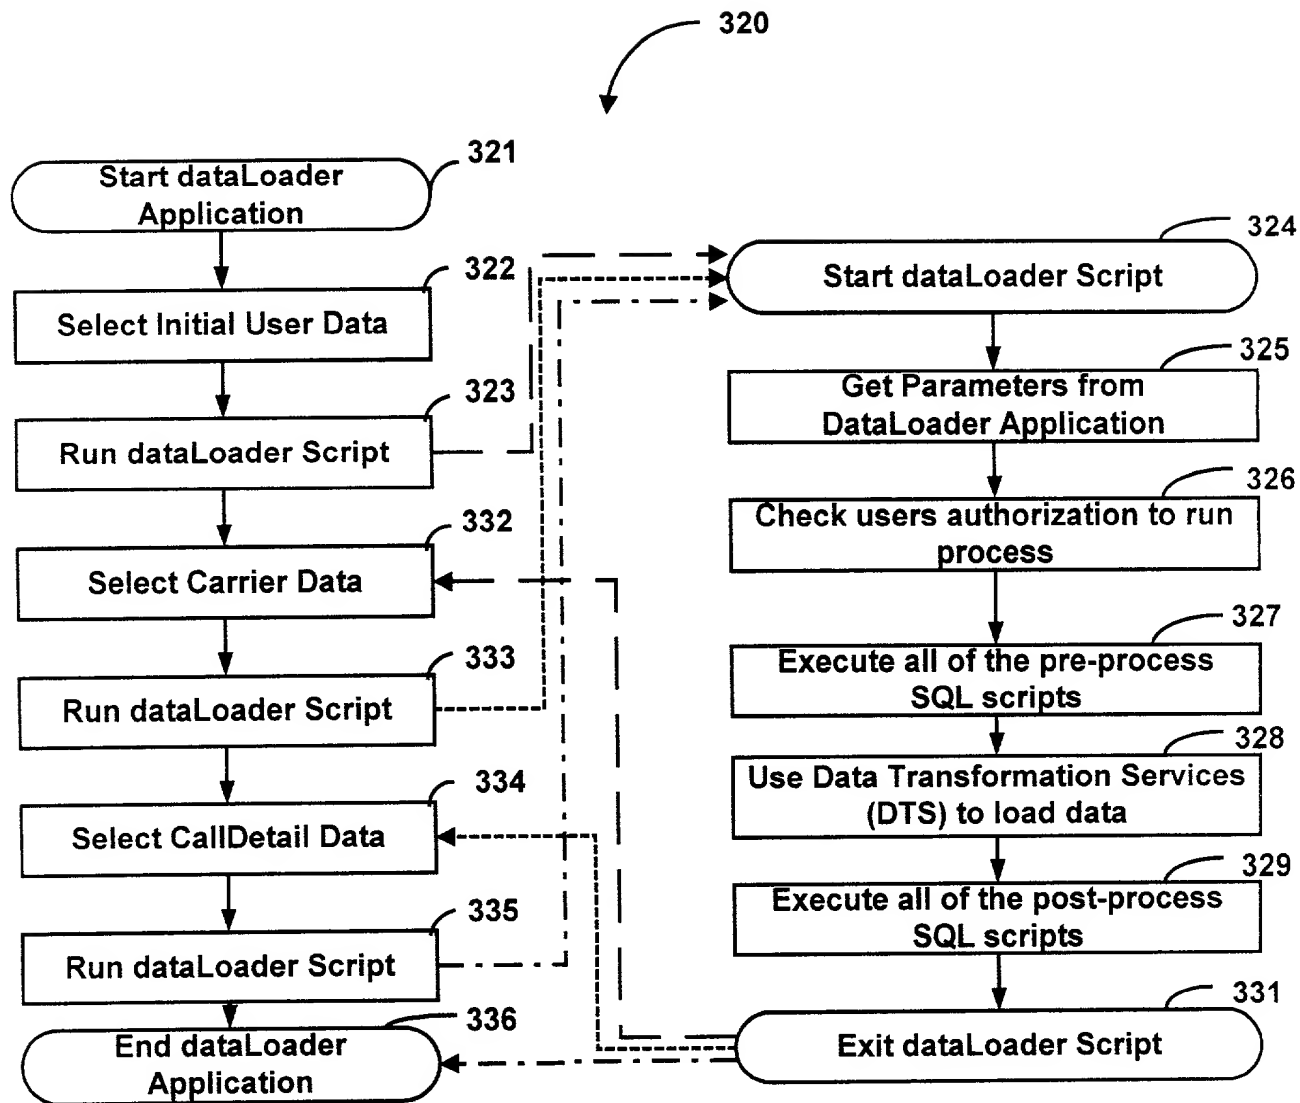 320
321
Start dataLoader
Application
322
Select Initial User Data
323
Run dataLoader Script
332
Select Carrier Data
333
Run dataLoader Script
334
Select CallDetail Data
335
Run dataLoader Script
336
End dataLoader
Application
324
Start dataLoader Script
325
Get Parameters from
DataLoader Application
326
Check users authorization to run
process
327
Execute all of the pre-process
SQL scripts
328
Use Data Transformation Services
(DTS) to load data
329
Execute all of the post-process
SQL scripts
331
Exit dataLoader Script